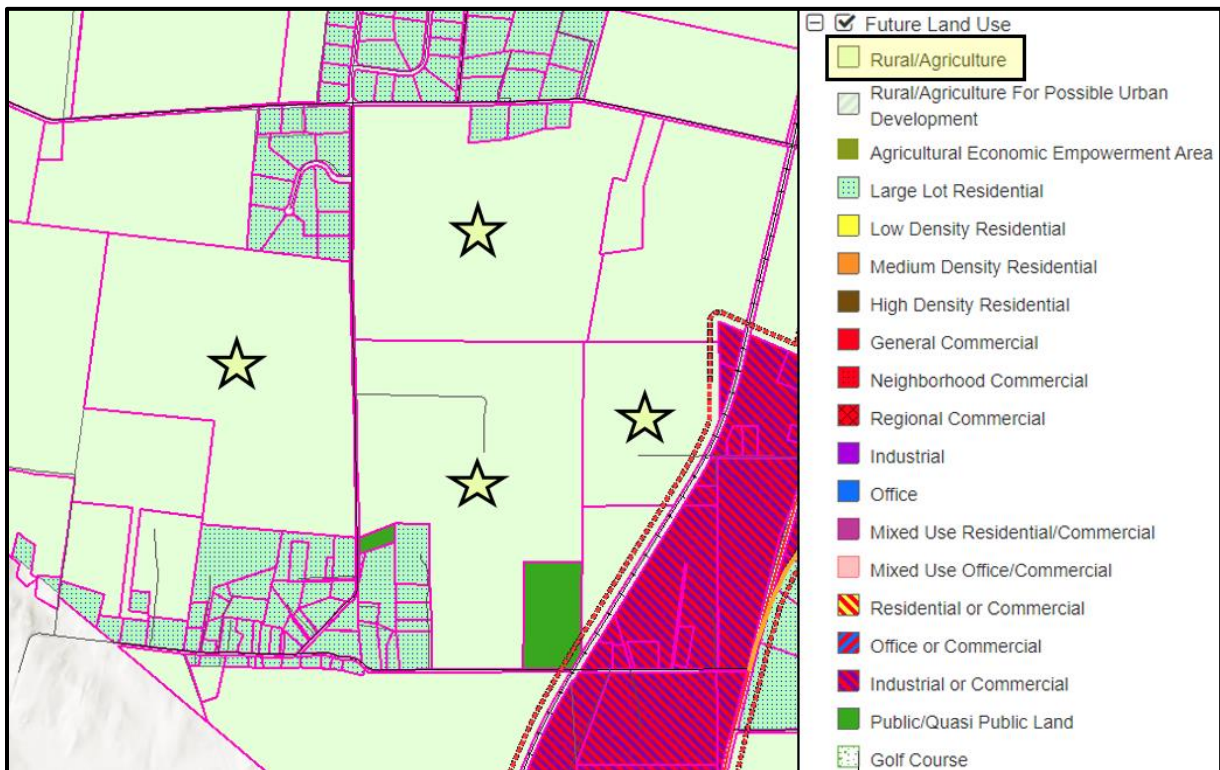 Future Land Use
Rural/Agriculture
Rural/Agriculture For Possible Urban
Development
Agricultural Economic Empowerment Area
Large Lot Residential
Low Density Residential
Medium Density Residential
High Density Residential
General Commercial
Neighborhood Commercial
Regional Commercial
Industrial
Office
Mixed Use Residential/Commercial
Mixed Use Office/Commercial
Residential or Commercial
Office or Commercial
Industrial or Commercial
Public/Quasi Public Land
Golf Course